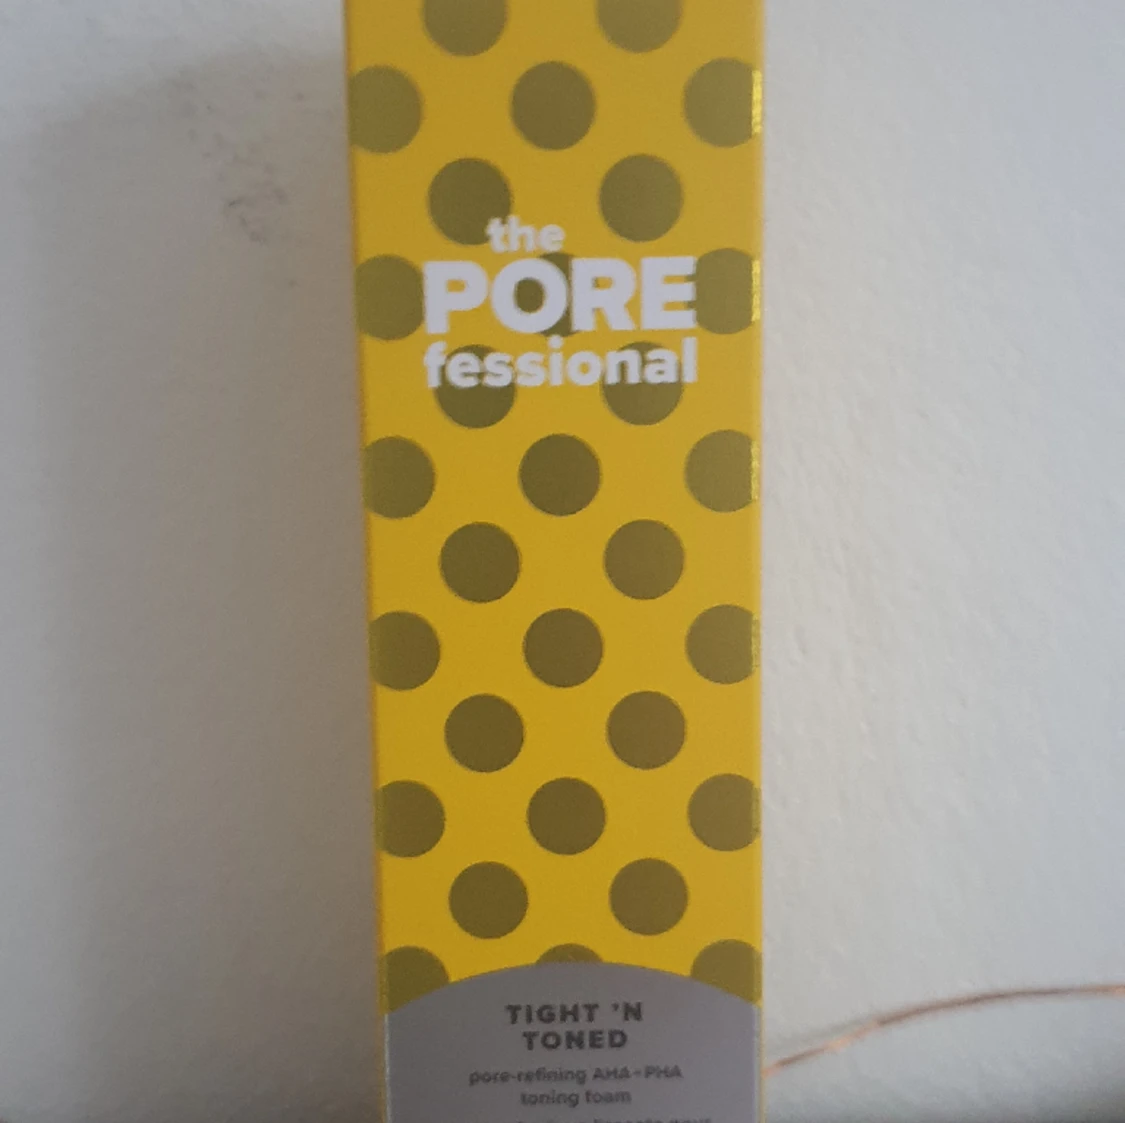 the
PORE
fessional
TIGHT 'N
TONED
pore-refining AHA+PHA
toning foam